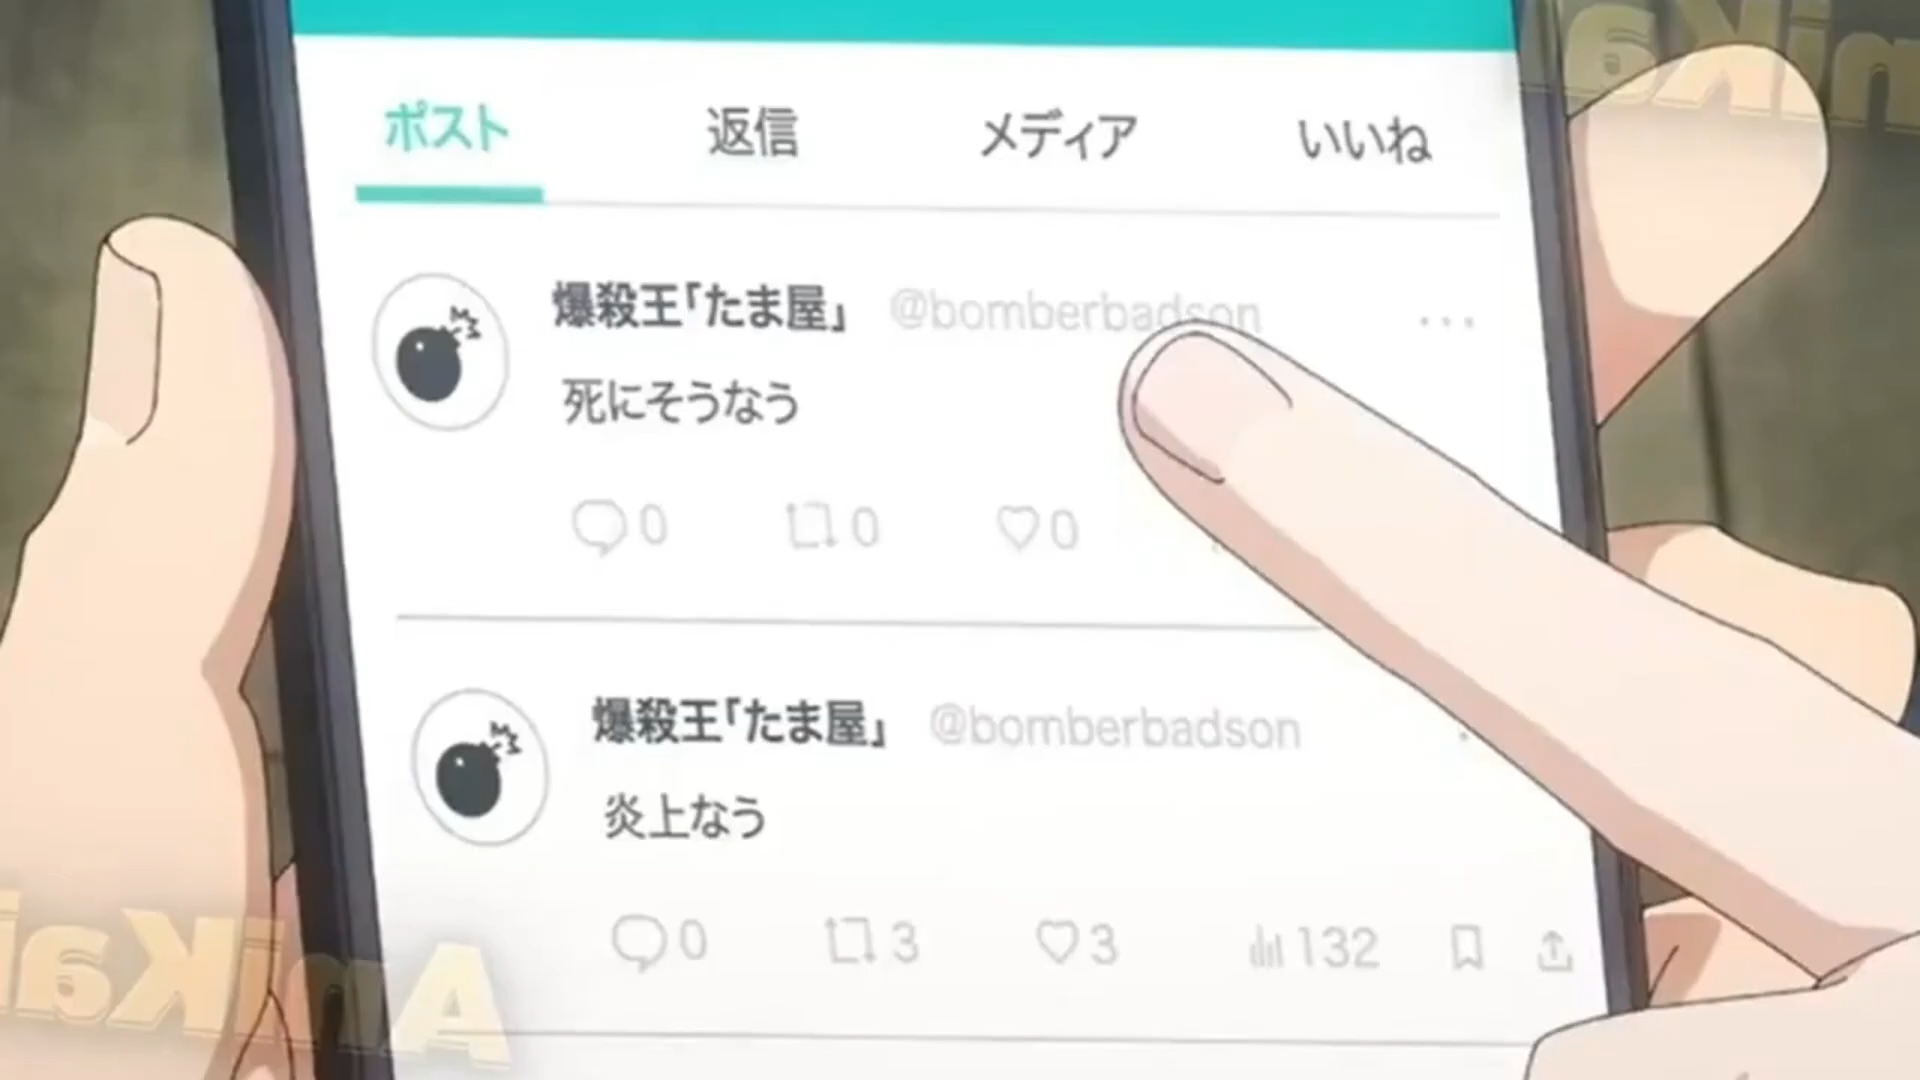 ポスト 返信 メディア いいね
爆殺王「たま屋」 @bomberbadson ...
死にそうなう
0 0 0
爆殺王「たま屋」 @bomberbadson
炎上なう
0 3 3 132
AniKai